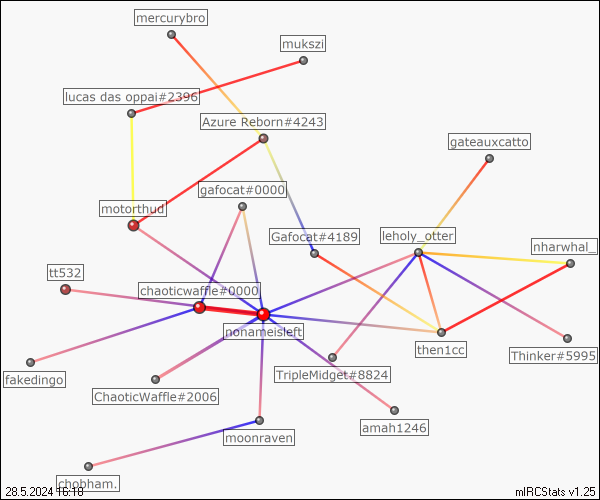 mercurybro
mukszi
lucas das oppai#2396
Azure Reborn#4243
gateauxcatto
gafocat#0000
motorthud
Gafocat#4189
leholy_otter
nharwhal_
tt532
chaoticwaffle#0000
nonameisleft
then1cc
Thinker#5995
fakedingo
TripleMidget#8824
ChaoticWaffle#2006
amah1246
moonraven
chobham.
28.5.2024 16:18
mIRCStats v1.25